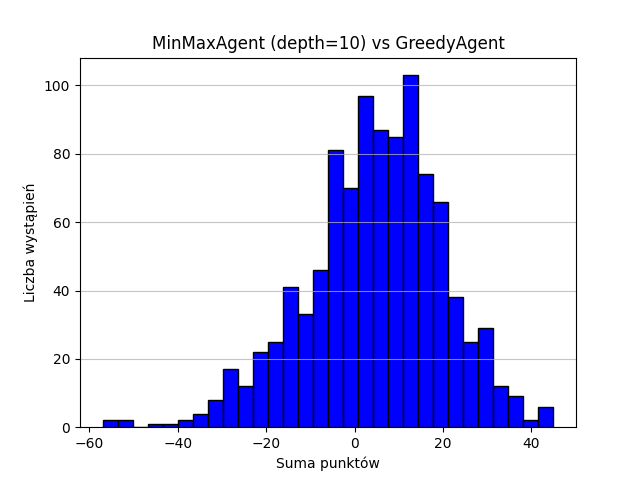 MinMaxAgent (depth=10) vs GreedyAgent
100
80
60
40
20
0
Liczba wystąpień
−60 −40 −20 0 20 40
Suma punktów